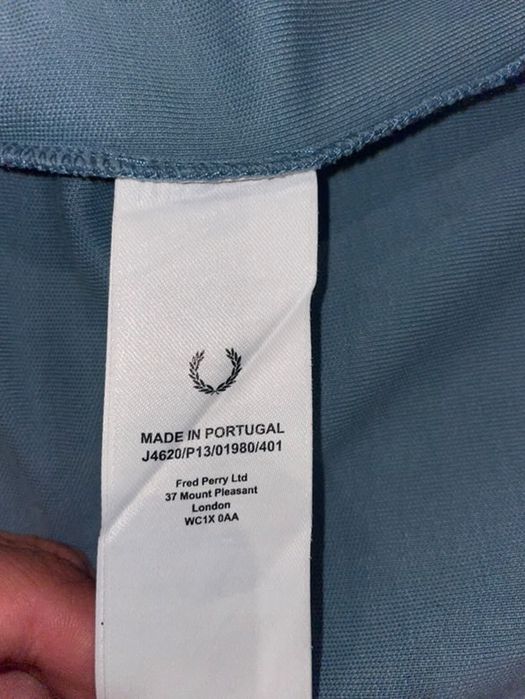 MADE IN PORTUGAL
J4620/P13/01980/401
Fred Perry Ltd
37 Mount Pleasant
London
WC1X 0AA